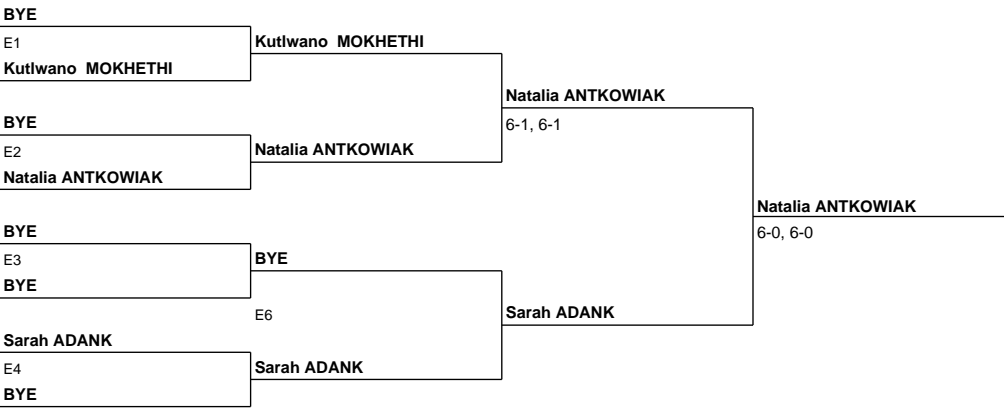 BYE
E1
Kutlwano MOKHETHI
Kutlwano MOKHETHI
BYE
E2
Natalia ANTKOWIAK
Natalia ANTKOWIAK
Natalia ANTKOWIAK
6-1, 6-1
BYE
E3
BYE
BYE
E6
Sarah ADANK
E4
BYE
Sarah ADANK
Sarah ADANK
Natalia ANTKOWIAK
6-0, 6-0